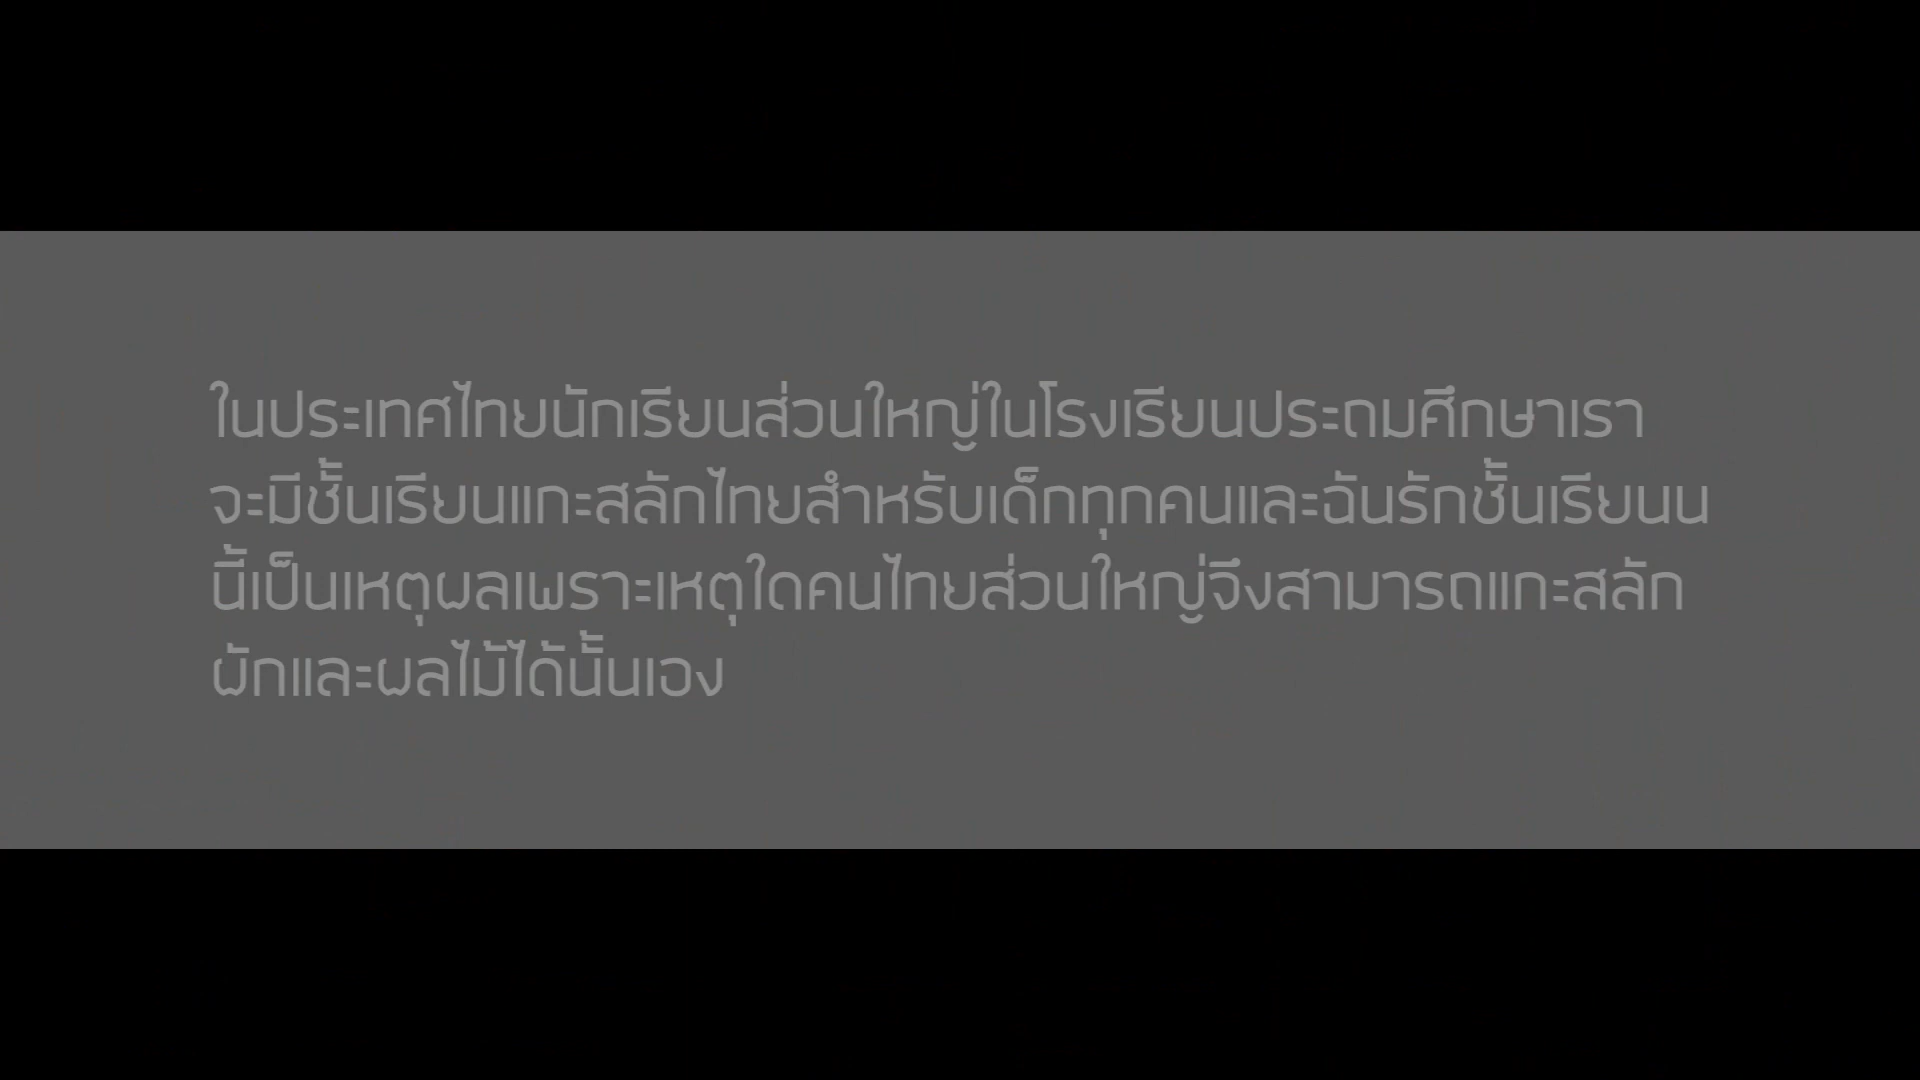 ในประเทศไทยนักเรียนส่วนใหญ่ในโรงเรียนประถมศึกษาเรา
จะมีชั้นเรียนแกะสลักไทยสำหรับเด็กทุกคนและฉันรักชั้นเรียนน
นี้เป็นเหตุผลเพราะเหตุใดคนไทยส่วนใหญ่จึงสามารถแกะสลัก
ผักและผลไม้ได้นั้นเอง